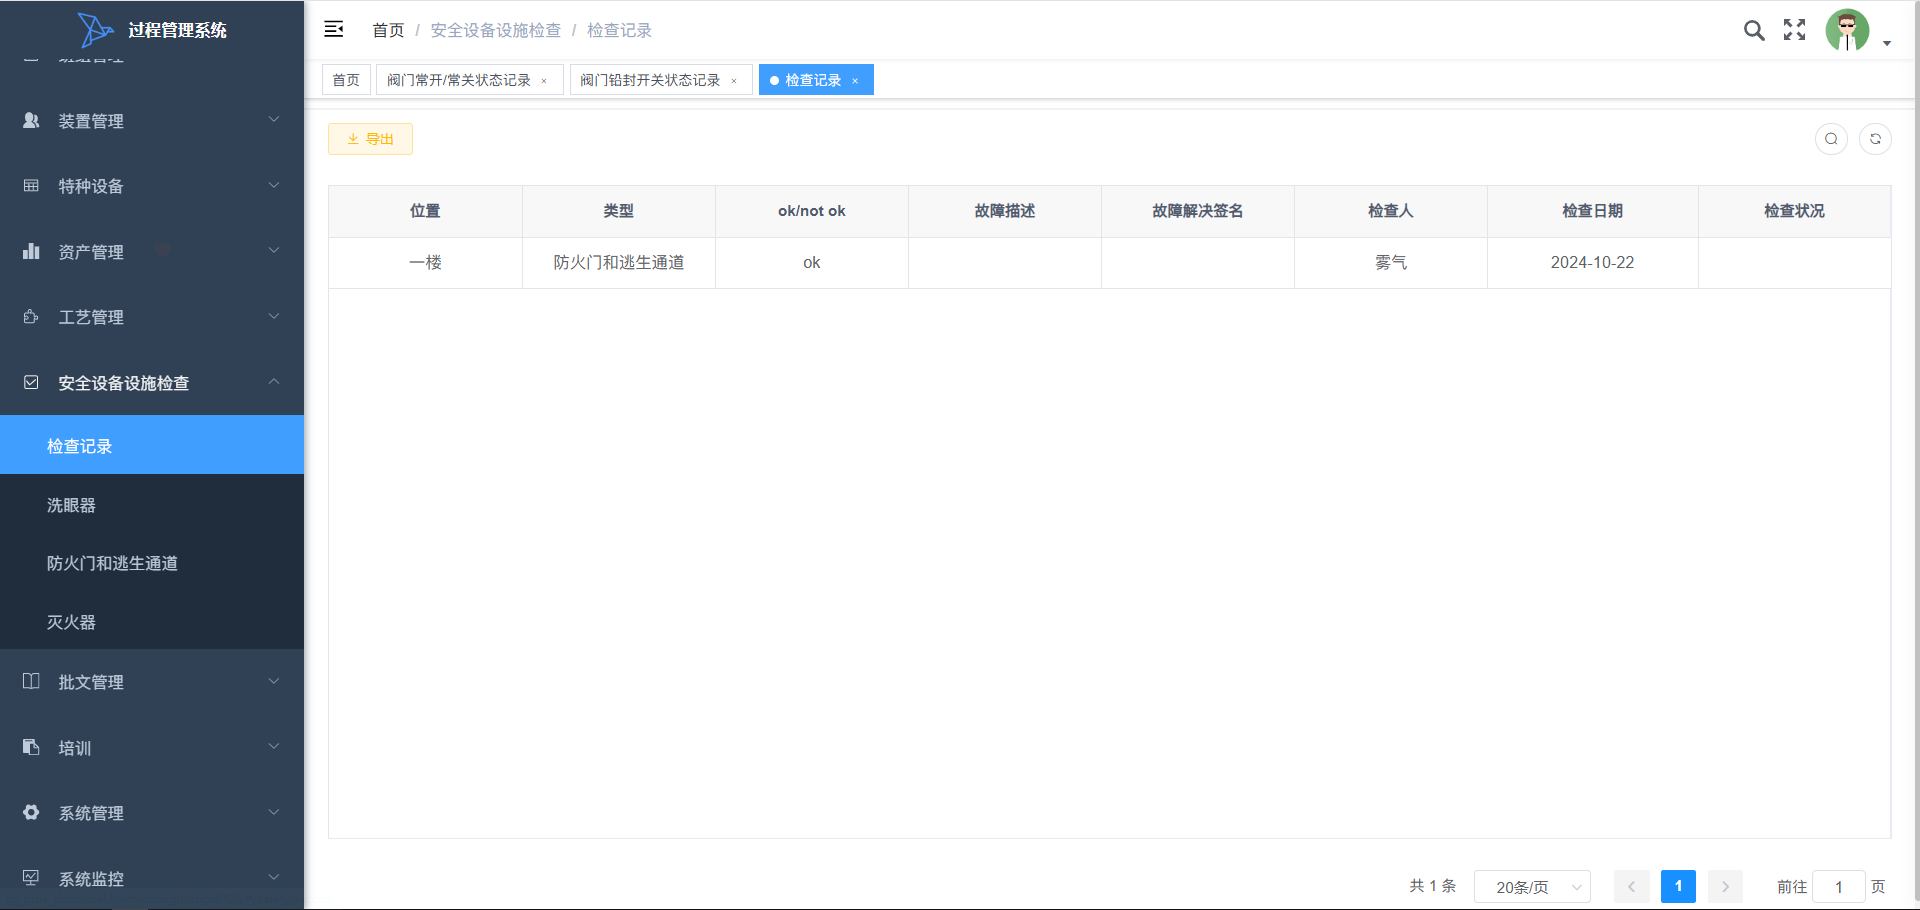 过程管理系统
首页 / 安全设备设施检查 / 检查记录
首页
阀门常开/常关状态记录 ×
阀门铅封开关状态记录 ×
检查记录 ×
班组管理
装置管理
特种设备
资产管理
工艺管理
安全设备设施检查
检查记录
洗眼器
防火门和逃生通道
灭火器
批文管理
培训
系统管理
系统监控
导出
位置 类型 ok/not ok 故障描述 故障解决签名 检查人 检查日期 检查状况
一楼 防火门和逃生通道 ok 雾气 2024-10-22
共 1 条 20条/页 1 前往 1 页